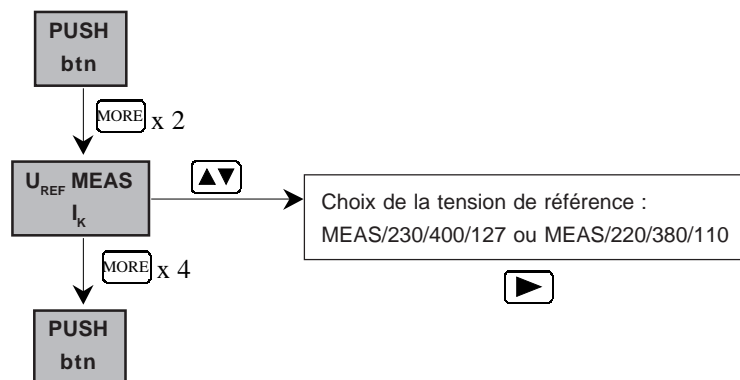 PUSH
btn
MORE x 2
U_REF MEAS
I_K
▲▼
Choix de la tension de référence :
MEAS/230/400/127 ou MEAS/220/380/110
►
MORE x 4
PUSH
btn